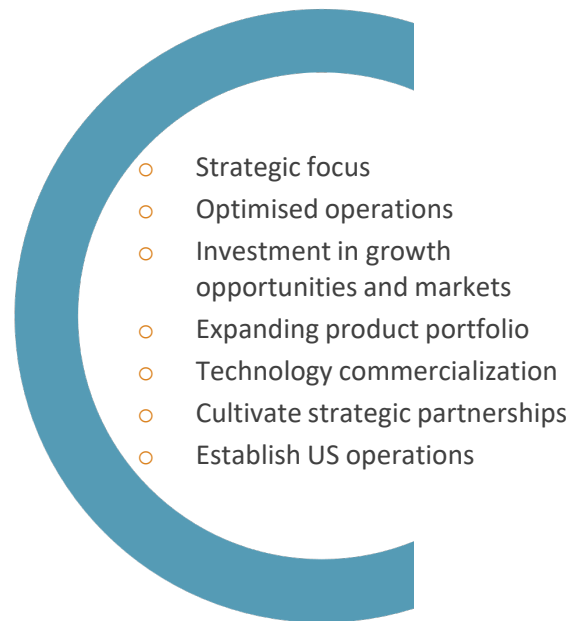 Strategic focus
Optimised operations
Investment in growth
opportunities and markets
Expanding product portfolio
Technology commercialization
Cultivate strategic partnerships
Establish US operations